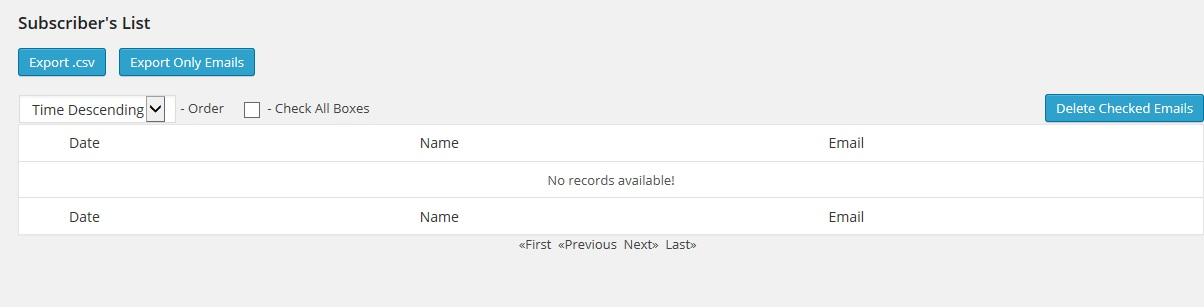 Subscriber's List
Export .csv Export Only Emails
Time Descending - Order - Check All Boxes Delete Checked Emails
Date Name Email
No records available!
Date Name Email
«First «Previous Next» Last»